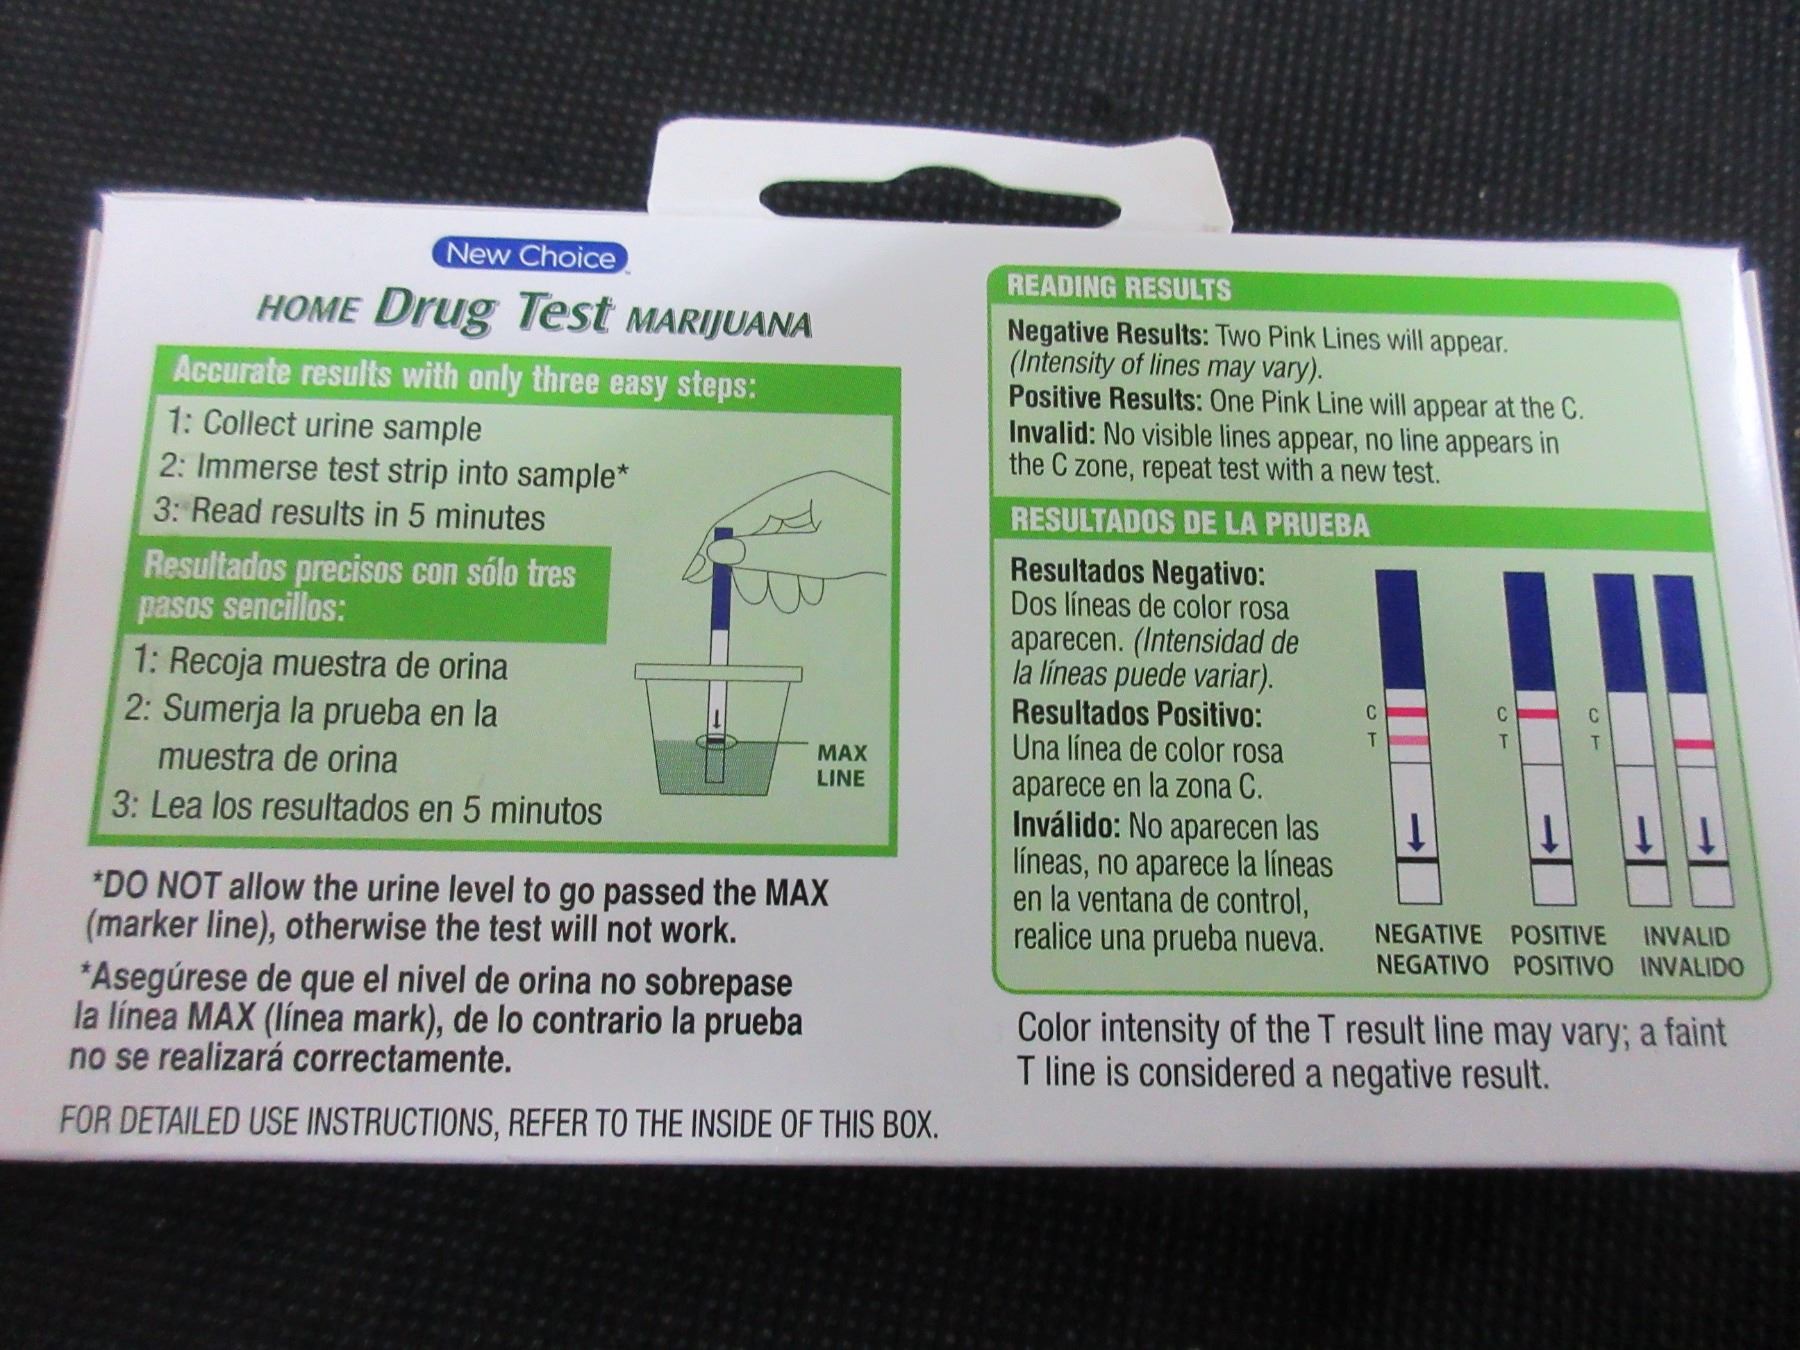 New Choice
HOME Drug Test MARIJUANA
Accurate results with only three easy steps:
1: Collect urine sample
2: Immerse test strip into sample*
3: Read results in 5 minutes
Resultados precisos con sólo tres
pasos sencillos:
1: Recoja muestra de orina
2: Sumerja la prueba en la
muestra de orina
3: Lea los resultados en 5 minutos
MAX
LINE
*DO NOT allow the urine level to go passed the MAX
(marker line), otherwise the test will not work.
*Asegúrese de que el nivel de orina no sobrepase
la línea MAX (línea mark), de lo contrario la prueba
no se realizará correctamente.
FOR DETAILED USE INSTRUCTIONS, REFER TO THE INSIDE OF THIS BOX.
READING RESULTS
Negative Results: Two Pink Lines will appear.
(Intensity of lines may vary).
Positive Results: One Pink Line will appear at the C.
Invalid: No visible lines appear, no line appears in
the C zone, repeat test with a new test.
RESULTADOS DE LA PRUEBA
Resultados Negativo:
Dos líneas de color rosa
aparecen. (Intensidad de
la líneas puede variar).
Resultados Positivo:
Una línea de color rosa
aparece en la zona C.
Inválido: No aparecen las
líneas, no aparece la líneas
en la ventana de control,
realice una prueba nueva.
C C C
T T T
NEGATIVE POSITIVE INVALID
NEGATIVO POSITIVO INVALIDO
Color intensity of the T result line may vary; a faint
T line is considered a negative result.